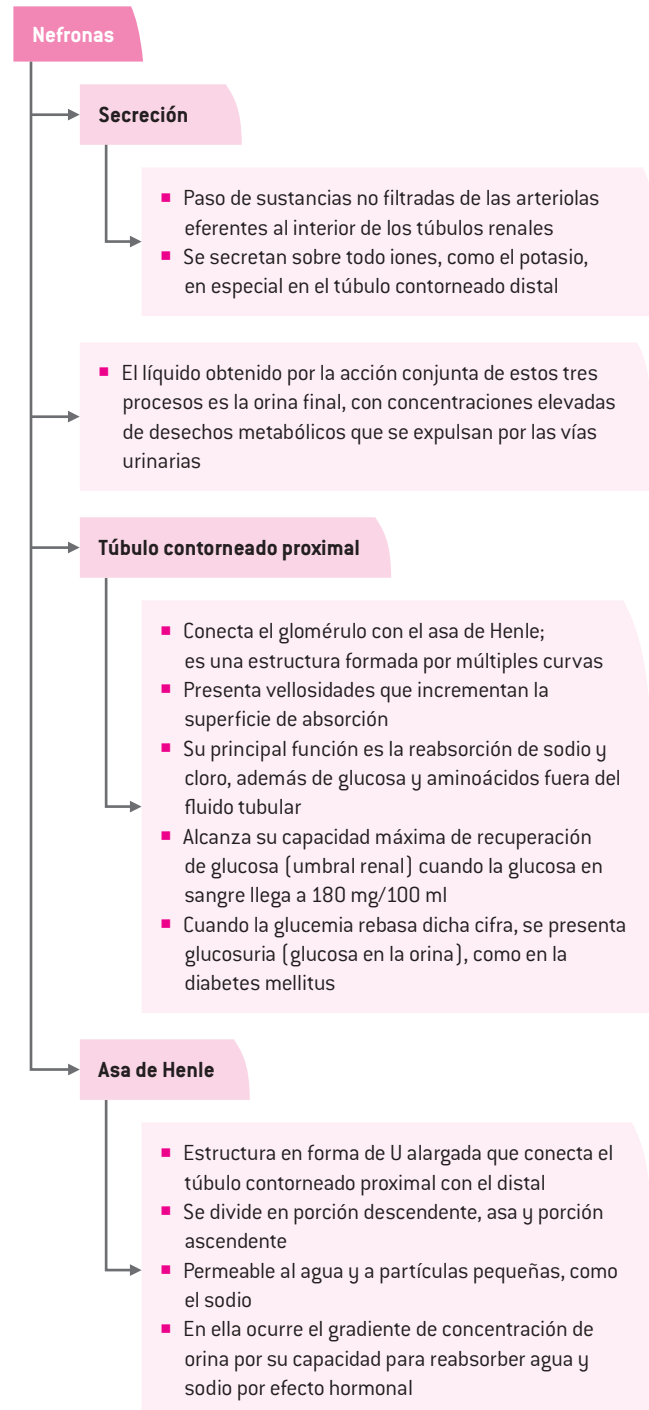 Nefronas
Secreción
▪ Paso de sustancias no filtradas de las arteriolas
eferentes al interior de los túbulos renales
▪ Se secretan sobre todo iones, como el potasio,
en especial en el túbulo contorneado distal
▪ El líquido obtenido por la acción conjunta de estos tres
procesos es la orina final, con concentraciones elevadas
de desechos metabólicos que se expulsan por las vías
urinarias
Túbulo contorneado proximal
▪ Conecta el glomérulo con el asa de Henle;
es una estructura formada por múltiples curvas
▪ Presenta vellosidades que incrementan la
superficie de absorción
▪ Su principal función es la reabsorción de sodio y
cloro, además de glucosa y aminoácidos fuera del
fluido tubular
▪ Alcanza su capacidad máxima de recuperación
de glucosa (umbral renal) cuando la glucosa en
sangre llega a 180 mg/100 ml
▪ Cuando la glucemia rebasa dicha cifra, se presenta
glucosuria (glucosa en la orina), como en la
diabetes mellitus
Asa de Henle
▪ Estructura en forma de U alargada que conecta el
túbulo contorneado proximal con el distal
▪ Se divide en porción descendente, asa y porción
ascendente
▪ Permeable al agua y a partículas pequeñas, como
el sodio
▪ En ella ocurre el gradiente de concentración de
orina por su capacidad para reabsorber agua y
sodio por efecto hormonal